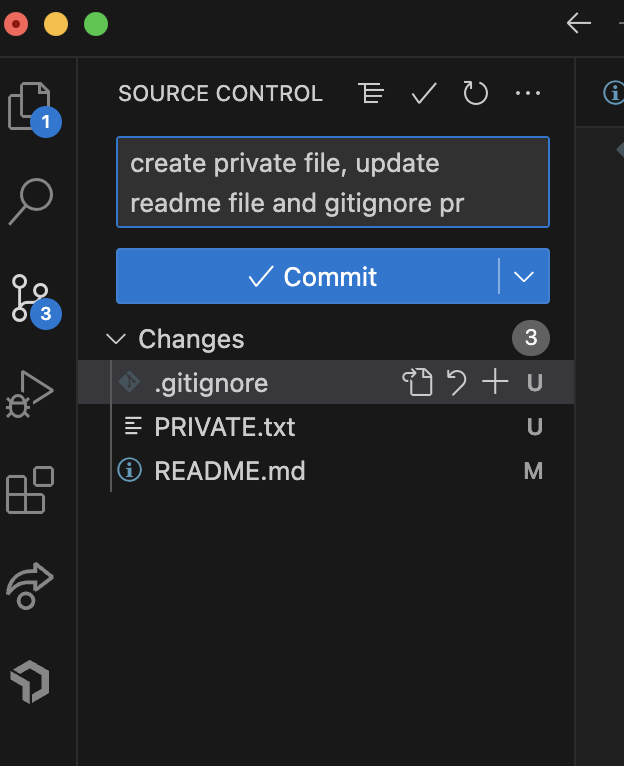 SOURCE CONTROL
1
create private file, update
readme file and gitignore pr
Commit
3
Changes 3
.gitignore U
PRIVATE.txt U
README.md M